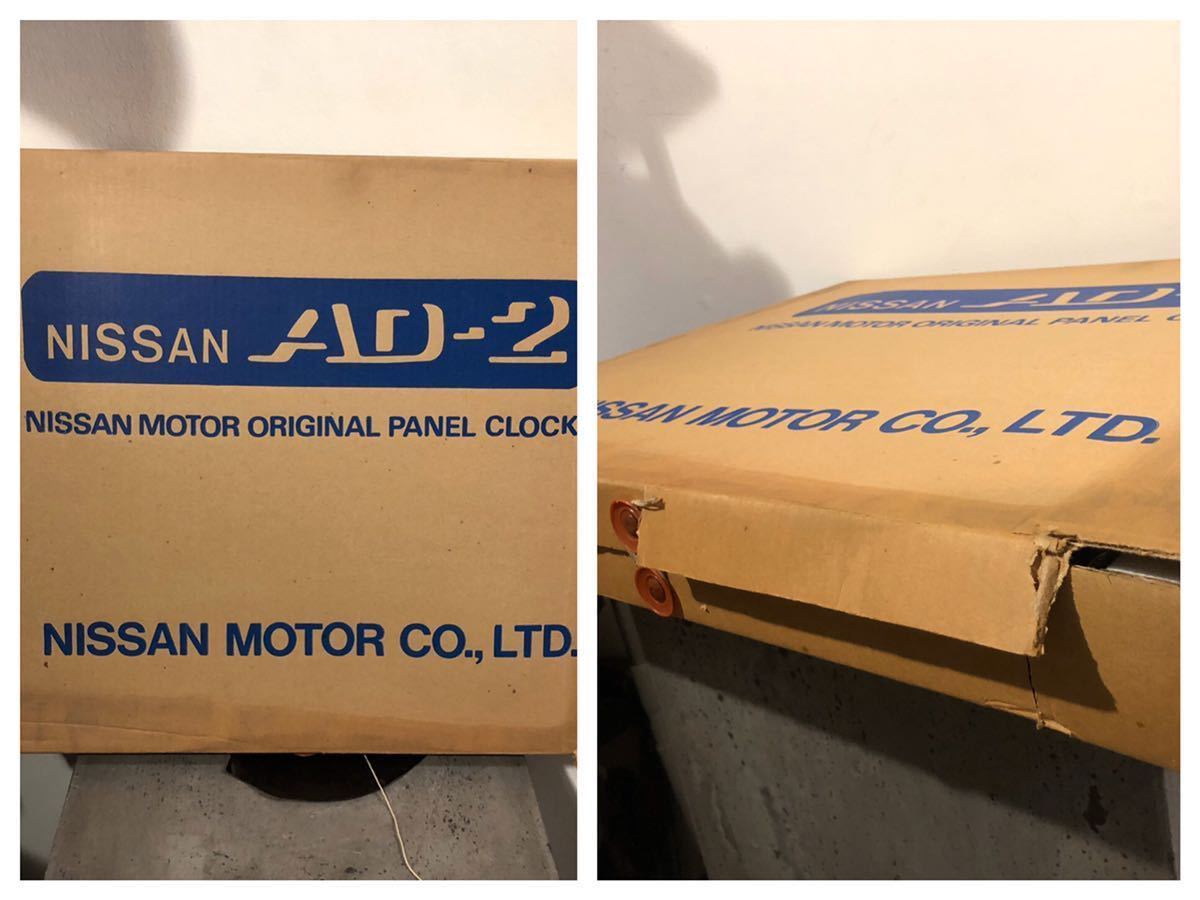 NISSAN AD-2
NISSAN MOTOR ORIGINAL PANEL CLOCK
NISSAN MOTOR CO., LTD.
NISSAN AD-
NISSAN MOTOR ORIGINAL PANEL C
SSAN MOTOR CO., LTD.